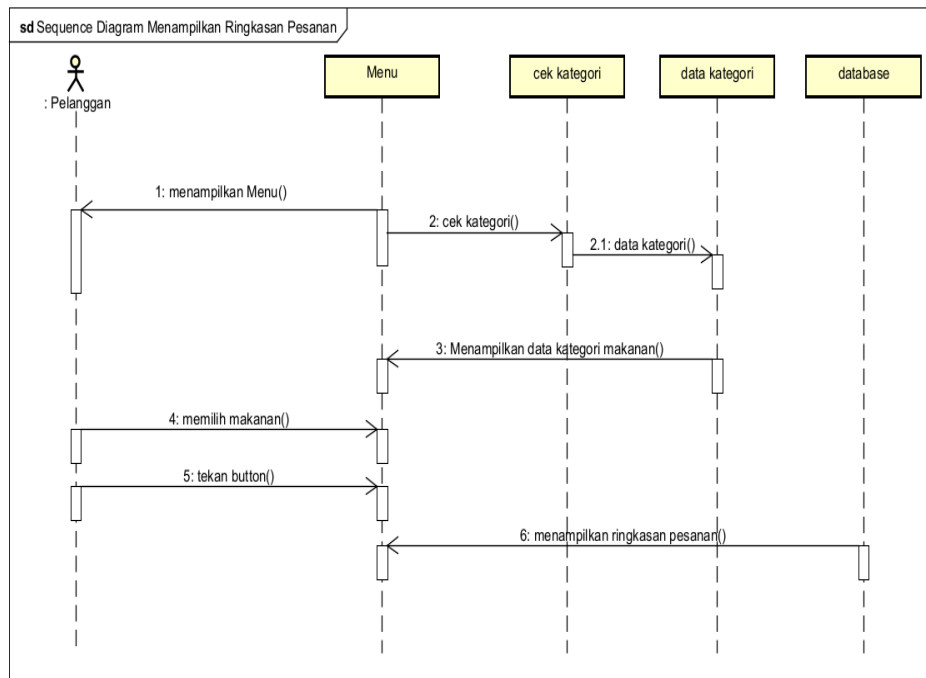 sd Sequence Diagram Menampilkan Ringkasan Pesanan
: Pelanggan
Menu
cek kategori
data kategori
database
1: menampilkan Menu()
2: cek kategori()
2.1: data kategori()
3: Menampilkan data kategori makanan()
4: memilih makanan()
5: tekan button()
6: menampilkan ringkasan pesanan()